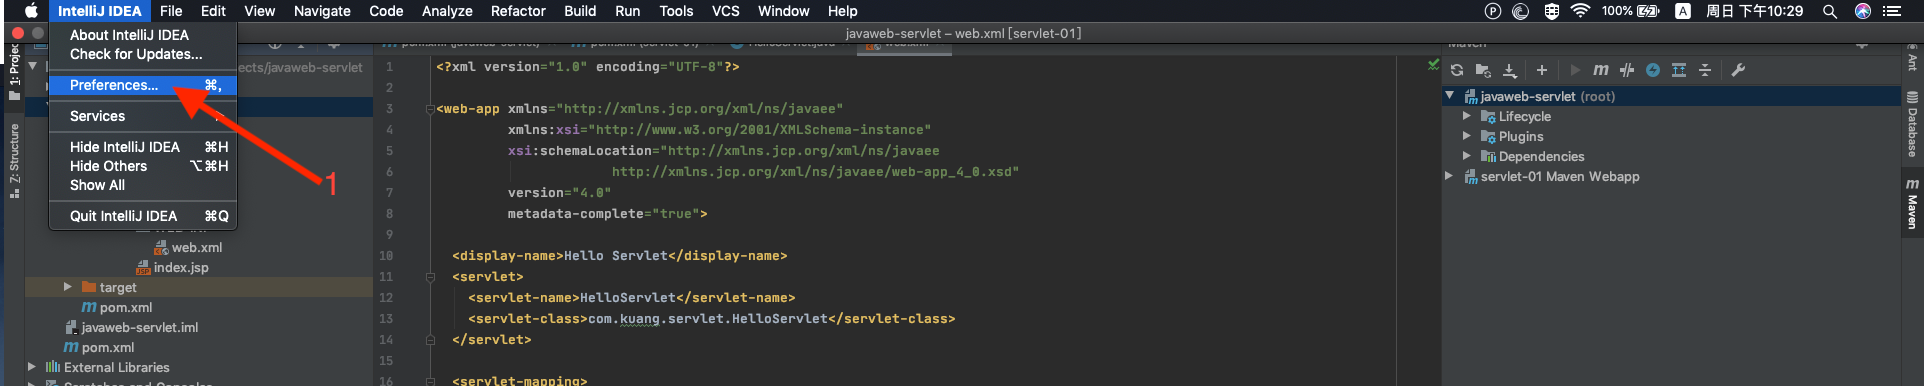 IntelliJ IDEA File Edit View Navigate Code Analyze Refactor Build Run Tools VCS Window Help 100% A 周日 下午10:29
javaweb-servlet – web.xml [servlet-01]
About IntelliJ IDEA
Check for Updates...
Preferences... ⌘,
Services
Hide IntelliJ IDEA ⌘H
Hide Others ⌥⌘H
Show All
Quit IntelliJ IDEA ⌘Q
1
1: Project
Z: Structure
ects/javaweb-servlet
web.xml
index.jsp
target
pom.xml
javaweb-servlet.iml
pom.xml
External Libraries
Scratches and Consoles
1 <?xml version="1.0" encoding="UTF-8"?>
2
3 <web-app xmlns="http://xmlns.jcp.org/xml/ns/javaee"
4 xmlns:xsi="http://www.w3.org/2001/XMLSchema-instance"
5 xsi:schemaLocation="http://xmlns.jcp.org/xml/ns/javaee
6 http://xmlns.jcp.org/xml/ns/javaee/web-app_4_0.xsd"
7 version="4.0"
8 metadata-complete="true">
9
10 <display-name>Hello Servlet</display-name>
11 <servlet>
12 <servlet-name>HelloServlet</servlet-name>
13 <servlet-class>com.kuang.servlet.HelloServlet</servlet-class>
14 </servlet>
15
16 <servlet-mapping>
Maven
javaweb-servlet (root)
Lifecycle
Plugins
Dependencies
servlet-01 Maven Webapp
Ant
Database
Maven